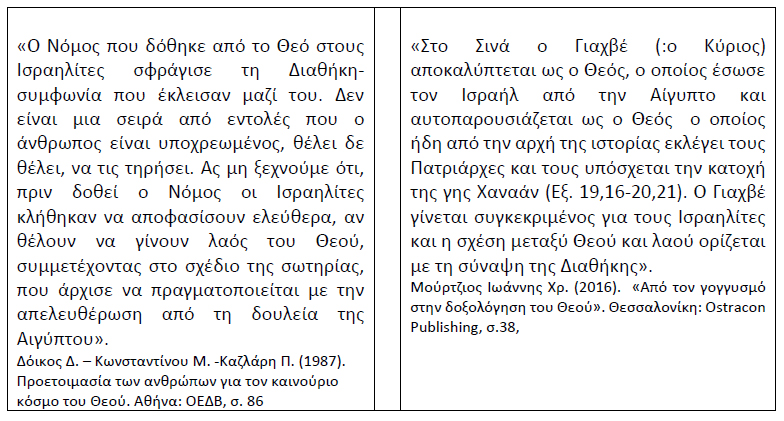 «Ο Νόμος που δόθηκε από το Θεό στους
Ισραηλίτες σφράγισε τη Διαθήκη-
συμφωνία που έκλεισαν μαζί του. Δεν
είναι μια σειρά από εντολές που ο
άνθρωπος είναι υποχρεωμένος, θέλει δε
θέλει, να τις τηρήσει. Ας μη ξεχνούμε ότι,
πριν δοθεί ο Νόμος οι Ισραηλίτες
κλήθηκαν να αποφασίσουν ελεύθερα, αν
θέλουν να γίνουν λαός του Θεού,
συμμετέχοντας στο σχέδιο της σωτηρίας,
που άρχισε να πραγματοποιείται με την
απελευθέρωση από τη δουλεία της
Αιγύπτου».
Δόικος Δ. – Κωνσταντίνου Μ. -Καζλάρη Π. (1987).
Προετοιμασία των ανθρώπων για τον καινούριο
κόσμο του Θεού. Αθήνα: ΟΕΔΒ, σ. 86
«Στο Σινά ο Γιαχβέ (:ο Κύριος)
αποκαλύπτεται ως ο Θεός, ο οποίος έσωσε
τον Ισραήλ από την Αίγυπτο και
αυτοπαρουσιάζεται ως ο Θεός ο οποίος
ήδη από την αρχή της ιστορίας εκλέγει τους
Πατριάρχες και τους υπόσχεται την κατοχή
της γης Χαναάν (Εξ. 19,16-20,21). Ο Γιαχβέ
γίνεται συγκεκριμένος για τους Ισραηλίτες
και η σχέση μεταξύ Θεού και λαού ορίζεται
με τη σύναψη της Διαθήκης».
Μούρτζιος Ιωάννης Χρ. (2016). «Από τον γογγυσμό
στην δοξολόγηση του Θεού». Θεσσαλονίκη: Ostracon
Publishing, σ.38,